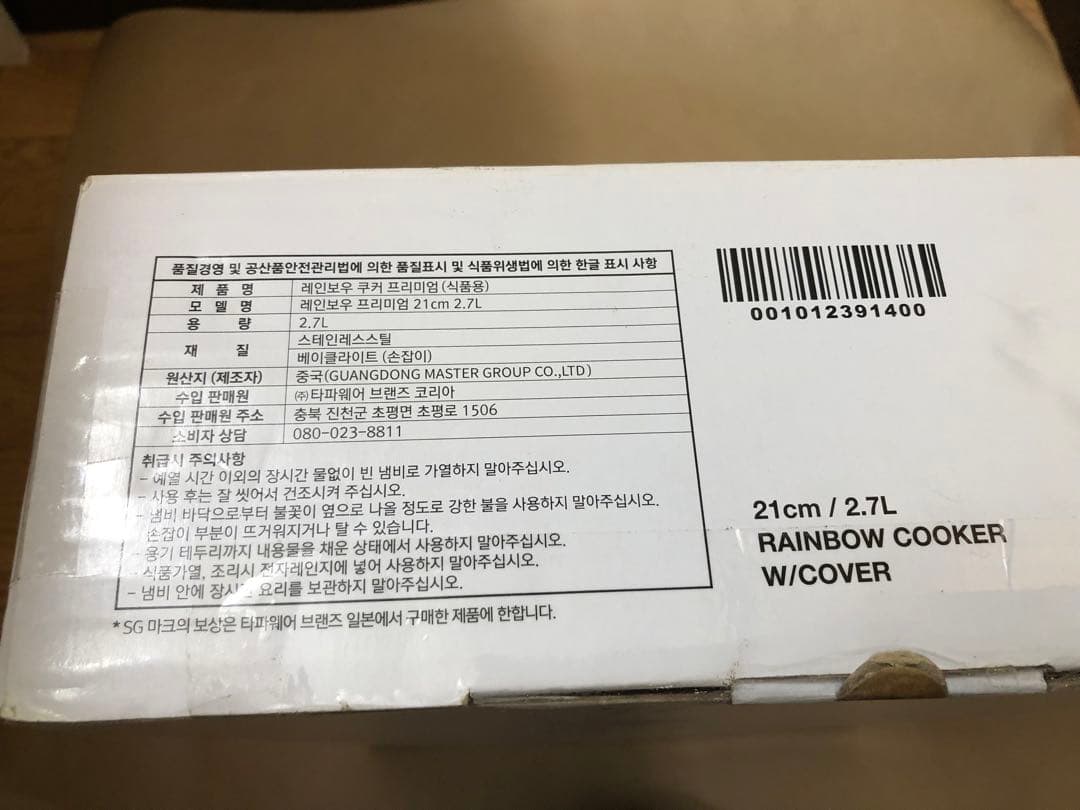 품질경영 및 공산품안전관리법에 의한 품질표시 및 식품위생법에 의한 한글 표시 사항
제 품 명 레인보우 쿠커 프리미엄 (식품용)
모 델 명 레인보우 프리미엄 21cm 2.7L
용 량 2.7L
재 질 스테인레스스틸
베이클라이트 (손잡이)
원산지 (제조자) 중국(GUANGDONG MASTER GROUP CO.,LTD)
수입 판매원 ㈜타파웨어 브랜즈 코리아
수입 판매원 주소 충북 진천군 초평면 초평로 1506
소비자 상담 080-023-8811
취급시 주의사항
- 예열 시간 이외의 장시간 물없이 빈 냄비로 가열하지 말아주십시오.
- 사용 후는 잘 씻어서 건조시켜 주십시오.
- 냄비 바닥으로부터 불꽃이 옆으로 나올 정도로 강한 불을 사용하지 말아주십시오.
손잡이 부분이 뜨거워지거나 탈 수 있습니다.
- 용기 테두리까지 내용물을 채운 상태에서 사용하지 말아주십시오.
- 식품가열, 조리시 전자레인지에 넣어 사용하지 말아주십시오.
- 냄비 안에 장시간 요리를 보관하지 말아주십시오.
* SG 마크의 보상은 타파웨어 브랜즈 일본에서 구매한 제품에 한합니다.
001012391400
21cm / 2.7L
RAINBOW COOKER
W/COVER